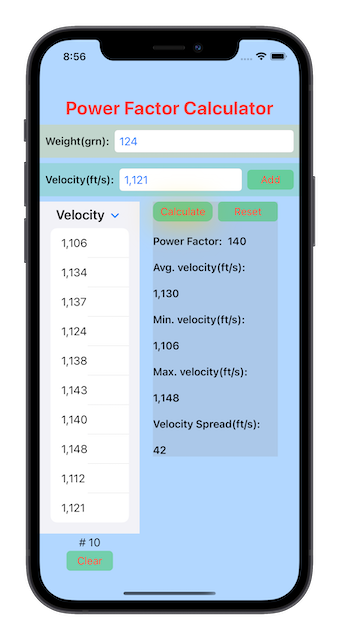 8:56
Power Factor Calculator
Weight(grn): 124
Velocity(ft/s): 1,121 Add
Velocity
1,106
1,134
1,137
1,124
1,138
1,143
1,140
1,148
1,112
1,121
# 10
Clear
Calculate Reset
Power Factor: 140
Avg. velocity(ft/s):
1,130
Min. velocity(ft/s):
1,106
Max. velocity(ft/s):
1,148
Velocity Spread(ft/s):
42